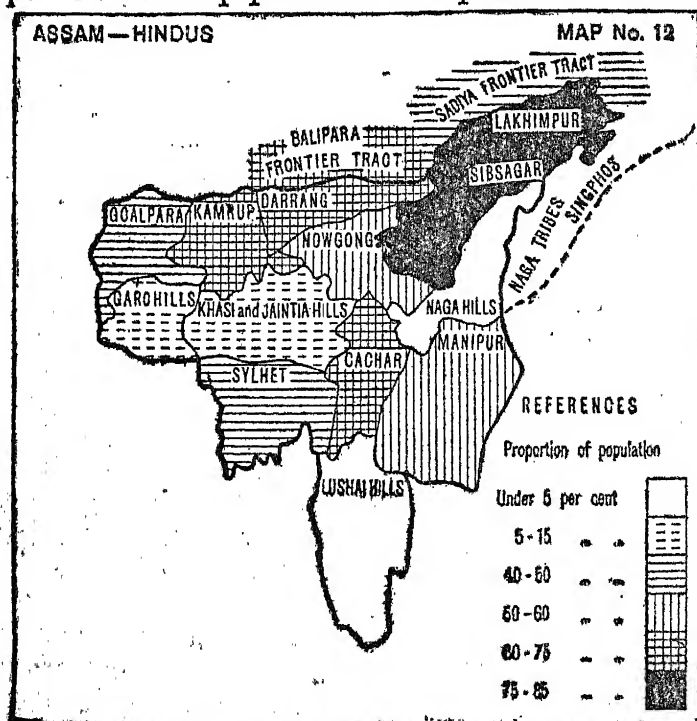 ASSAM—HINDUS
MAP No. 12
SADIYA FRONTIER TRACT
LAKHIMPUR
BALIPARA
FRONTIER TRACT
SIBSAGAR
DARRANG
GOALPARA
KAMRUP
NOWGONG
NAGA TRIBES
SINGPHOS
GARO HILLS
KHASI and JAINTIA HILLS
NAGA HILLS
MANIPUR
CACHAR
SYLHET
LUSHAI HILLS
REFERENCES
Proportion of population
Under 5 per cent
5-15 " "
40-50 " "
50-60 " "
60-75 " "
75-85 " "